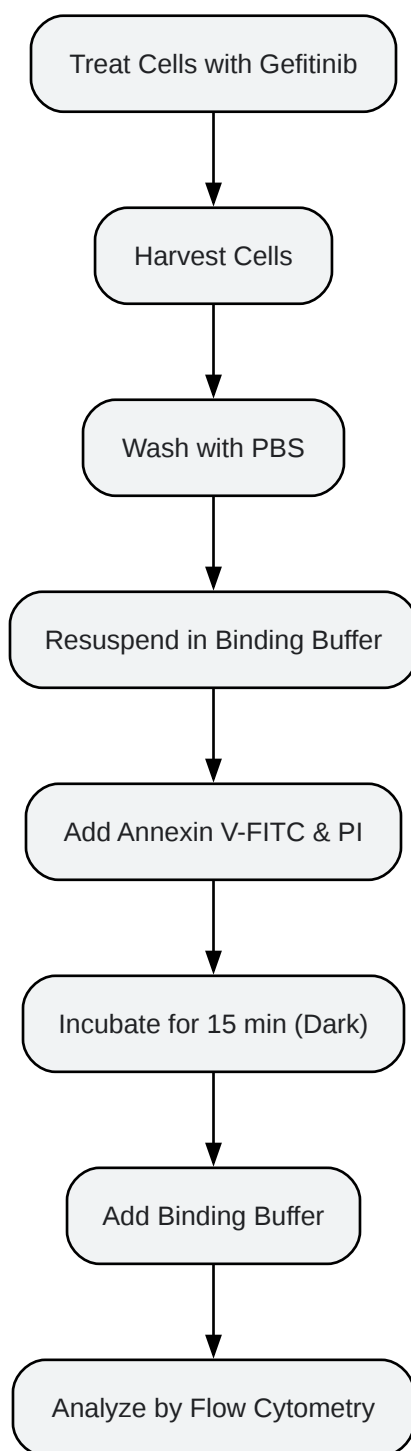 Treat Cells with Gefitinib
Harvest Cells
Wash with PBS
Resuspend in Binding Buffer
Add Annexin V-FITC & PI
Incubate for 15 min (Dark)
Add Binding Buffer
Analyze by Flow Cytometry